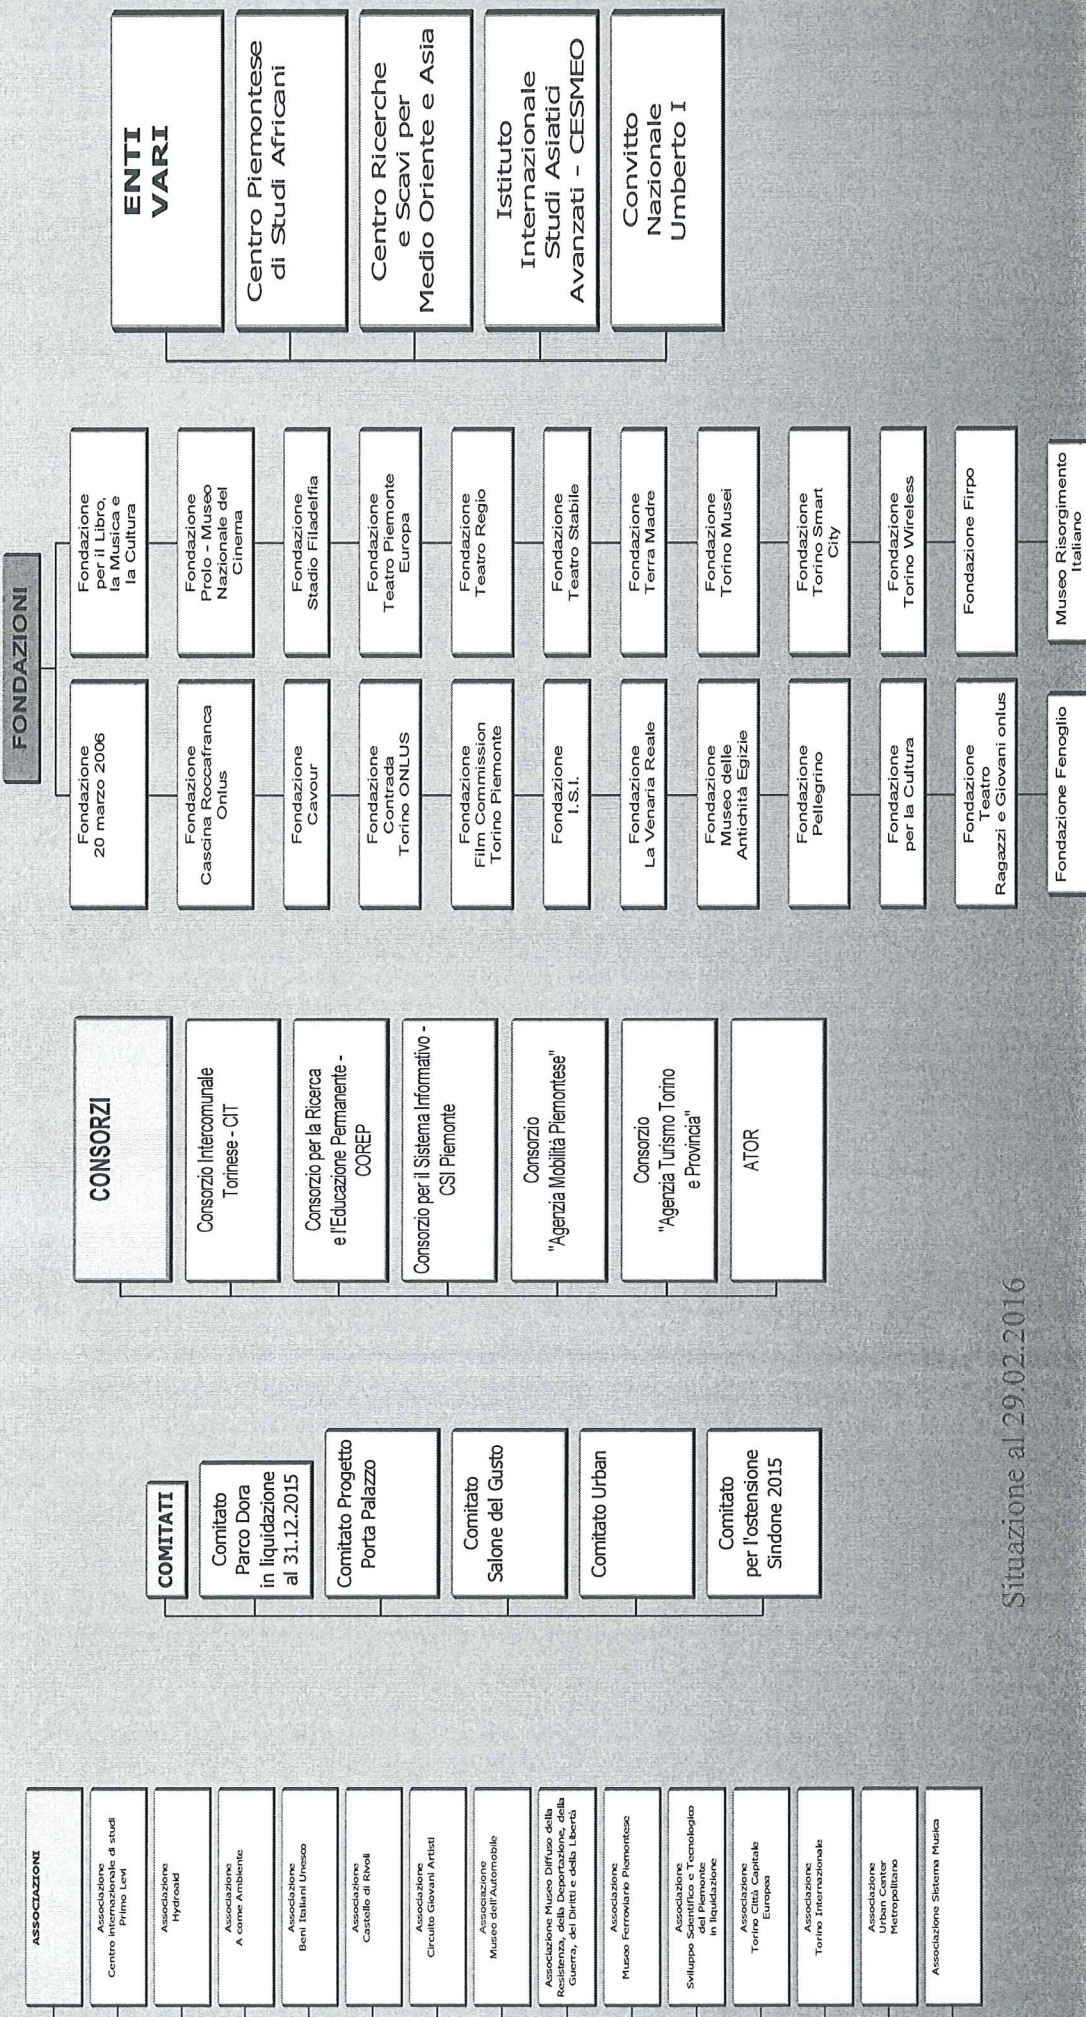 ASSOCIAZIONI
Associazione
Centro internazionale di studi
Primo Levi
Associazione
Hydroaid
Associazione
A come Ambiente
Associazione
Beni Italiani Unesco
Associazione
Castello di Rivoli
Associazione
Circuito Giovani Artisti
Associazione
Museo dell'Automobile
Associazione Museo Diffuso della
Resistenza, della Deportazione, della
Guerra, dei Diritti e della Libertà
Associazione
Museo Ferroviario Piemontese
Associazione
Sviluppo Scientifico e Tecnologico
del Piemonte
in liquidazione
Associazione
Torino Città Capitale
Europea
Associazione
Torino Internazionale
Associazione
Urban Center
Metropolitano
Associazione Sistema Musica
COMITATI
Comitato
Parco Dora
in liquidazione
al 31.12.2015
Comitato Progetto
Porta Palazzo
Comitato
Salone del Gusto
Comitato Urban
Comitato
per l'ostensione
Sindone 2015
CONSORZI
Consorzio Intercomunale
Torinese - CIT
Consorzio per la Ricerca
e l'Educazione Permanente -
COREP
Consorzio per il Sistema Informativo -
CSI Piemonte
Consorzio
"Agenzia Mobilità Piemontese"
Consorzio
"Agenzia Turismo Torino
e Provincia"
ATOR
FONDAZIONI
Fondazione
20 marzo 2006
Fondazione
Cascina Roccafranca
Onlus
Fondazione
Cavour
Fondazione
Contrada
Torino ONLUS
Fondazione
Film Commission
Torino Piemonte
Fondazione
I.S.I.
Fondazione
La Venaria Reale
Fondazione
Museo delle
Antichità Egizie
Fondazione
Pellegrino
Fondazione
per la Cultura
Fondazione
Teatro
Ragazzi e Giovani onlus
Fondazione Fenoglio
Fondazione
per il Libro,
la Musica e
la Cultura
Fondazione
Prolo - Museo
Nazionale del
Cinema
Fondazione
Stadio Filadelfia
Fondazione
Teatro Piemonte
Europa
Fondazione
Teatro Regio
Fondazione
Teatro Stabile
Fondazione
Terra Madre
Fondazione
Torino Musei
Fondazione
Torino Smart
City
Fondazione
Torino Wireless
Fondazione Firpo
Museo Risorgimento
Italiano
ENTI
VARI
Centro Piemontese
di Studi Africani
Centro Ricerche
e Scavi per
Medio Oriente e Asia
Istituto
Internazionale
Studi Asiatici
Avanzati - CESMEO
Convitto
Nazionale
Umberto I
Situazione al 29.02.2016